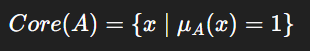 Core(A) = {x | μ_A(x) = 1}